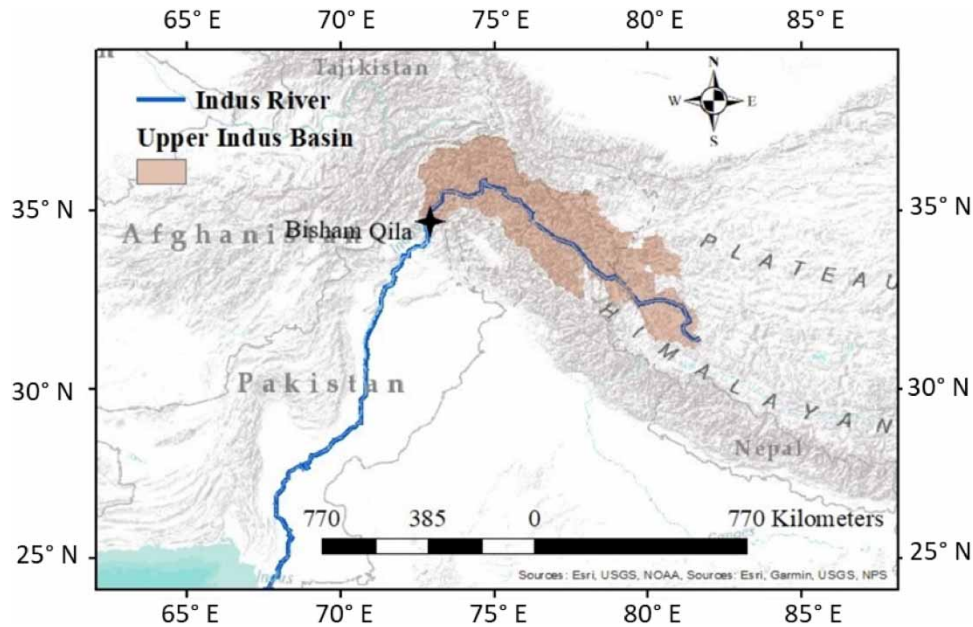 65° E 70° E 75° E 80° E 85° E
Tajikistan
N
W E
S
Indus River
Upper Indus Basin
35° N 35° N
Bisham Qila
Afghanistan
PLATEAU
HIMALAYAN
30° N 30° N
Pakistan
Nepal
770 385 0 770 Kilometers
Ganges
25° N 25° N
Sources: Esri, USGS, NOAA, Sources: Esri, Garmin, USGS, NPS
Indus
65° E 70° E 75° E 80° E 85° E